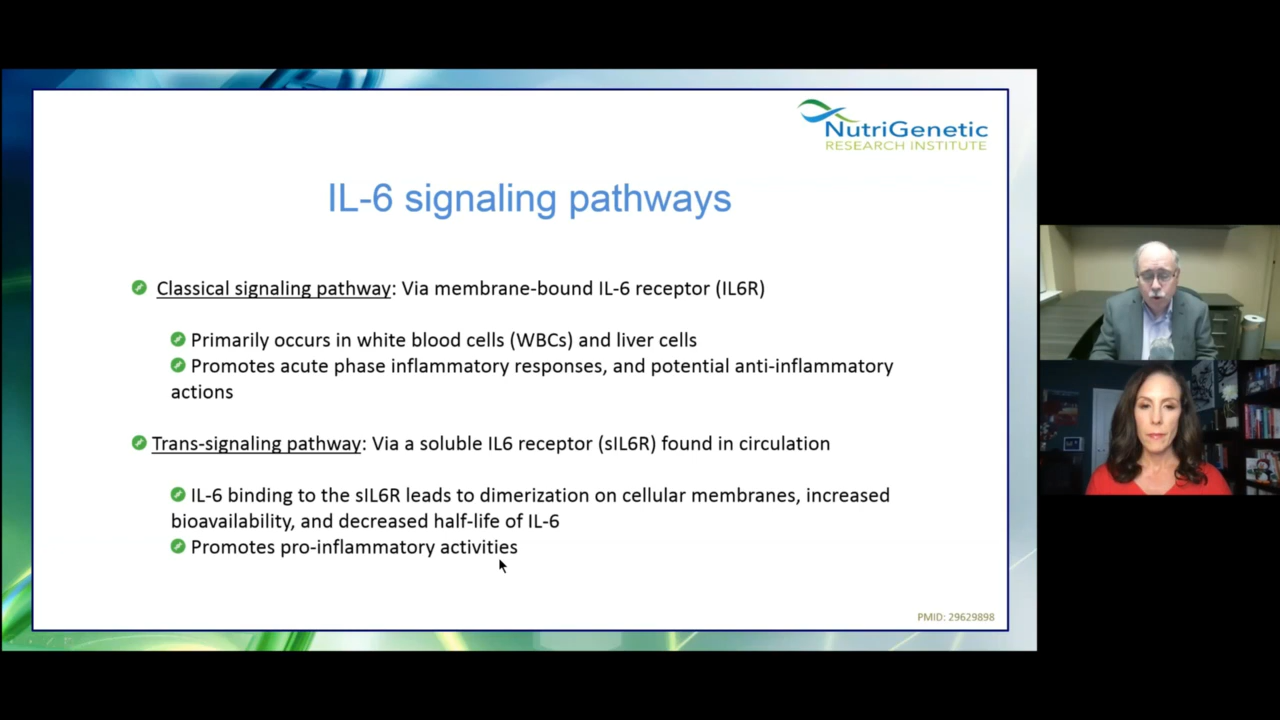 NutriGenetic
RESEARCH INSTITUTE
IL-6 signaling pathways
Classical signaling pathway: Via membrane-bound IL-6 receptor (IL6R)
Primarily occurs in white blood cells (WBCs) and liver cells
Promotes acute phase inflammatory responses, and potential anti-inflammatory
actions
Trans-signaling pathway: Via a soluble IL6 receptor (sIL6R) found in circulation
IL-6 binding to the sIL6R leads to dimerization on cellular membranes, increased
bioavailability, and decreased half-life of IL-6
Promotes pro-inflammatory activities
PMID: 29629898